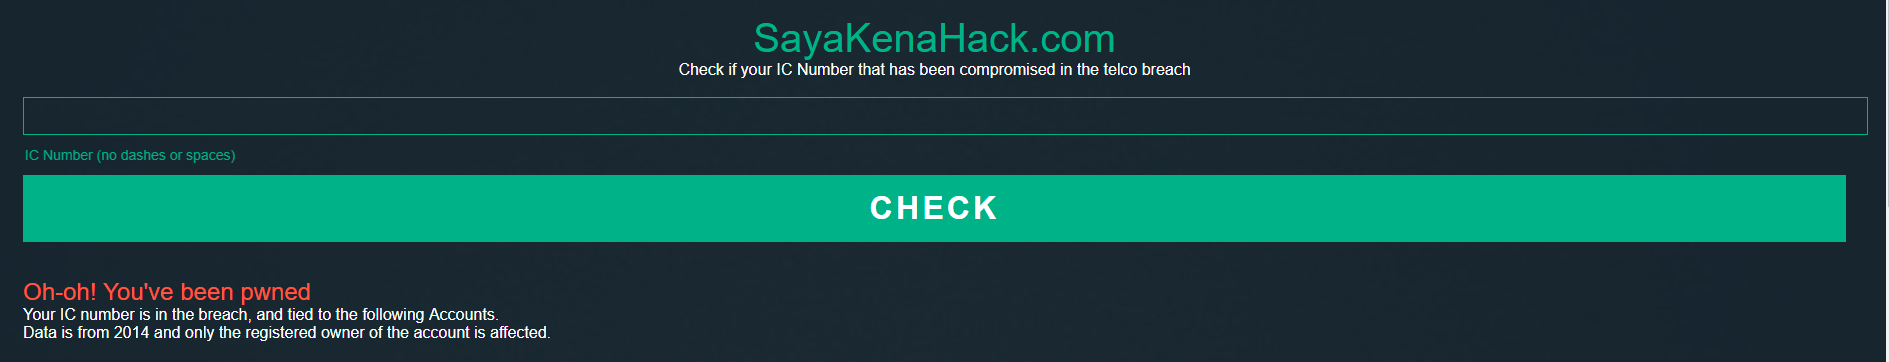 SayaKenaHack.com
Check if your IC Number that has been compromised in the telco breach
IC Number (no dashes or spaces)
CHECK
Oh-oh! You've been pwned
Your IC number is in the breach, and tied to the following Accounts.
Data is from 2014 and only the registered owner of the account is affected.